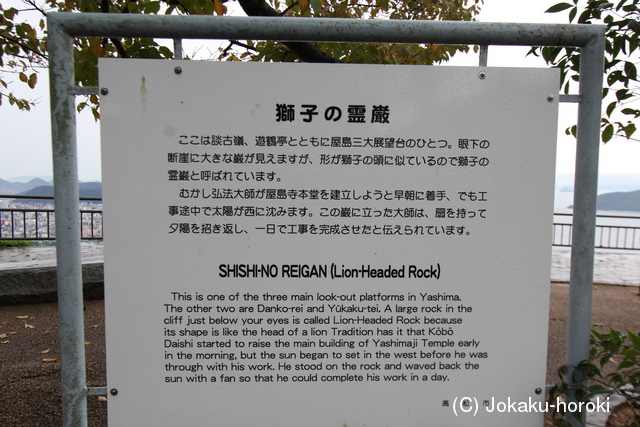 獅子の霊巌
ここは談古嶺、遊鶴亭とともに屋島三大展望台のひとつ。眼下の
断崖に大きな巌が見えますが、形が獅子の頭に似ているので獅子の
霊巌と呼ばれています。
むかし弘法大師が屋島寺本堂を建立しようと早朝に着手、でも工
事途中で太陽が西に沈みます。この巌に立った大師は、扇を持って
夕陽を招き返し、一日で工事を完成させたと伝えられています。
SHISHI-NO REIGAN (Lion-Headed Rock)
This is one of the three main look-out platforms in Yashima.
The other two are Danko-rei and Yūkaku-tei. A large rock in the
cliff just below your eyes is called Lion-Headed Rock because
its shape is like the head of a lion Tradition has it that Kōbō
Daishi started to raise the main building of Yashimaji Temple early
in the morning, but the sun began to set in the west before he was
through with his work. He stood on the rock and waved back the
sun with a fan so that he could complete his work in a day.
高松市
(C) Jokaku-horoki